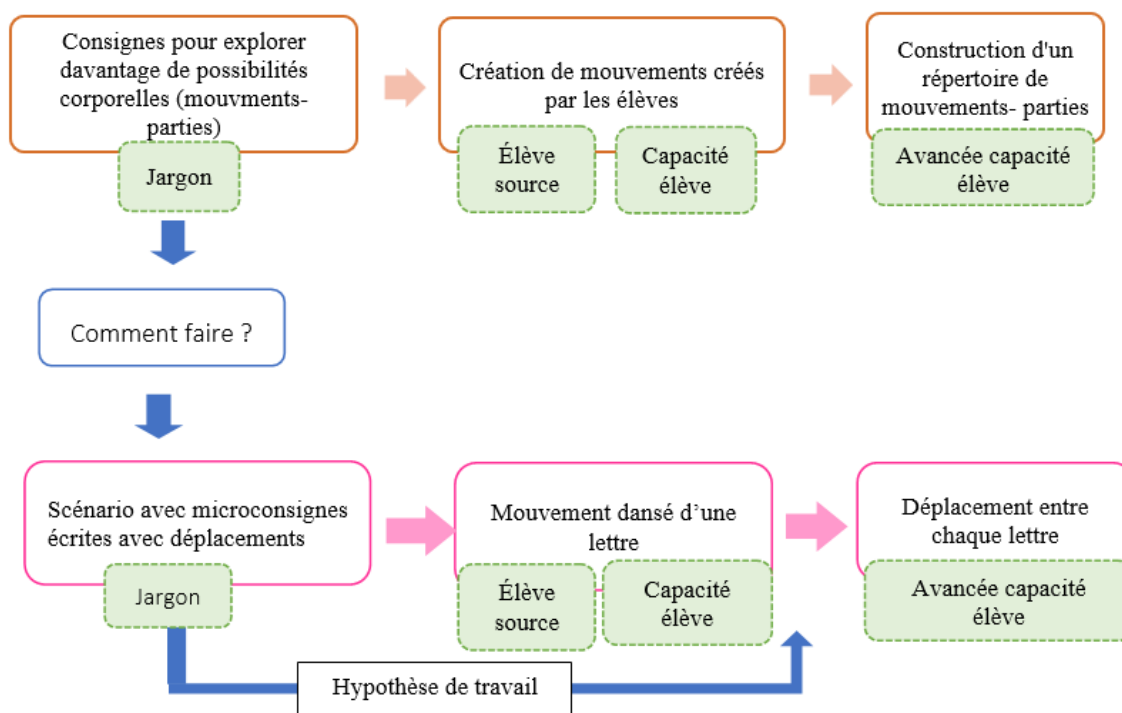 Consignes pour explorer
davantage de possibilités
corporelles (mouvments-
parties)
Jargon
Création de mouvements créés
par les élèves
Élève
source
Capacité
élève
Construction d'un
répertoire de
mouvements- parties
Avancée capacité
élève
Comment faire ?
Scénario avec microconsignes
écrites avec déplacements
Jargon
Mouvement dansé d’une
lettre
Élève
source
Capacité
élève
Déplacement entre
chaque lettre
Avancée capacité
élève
Hypothèse de travail